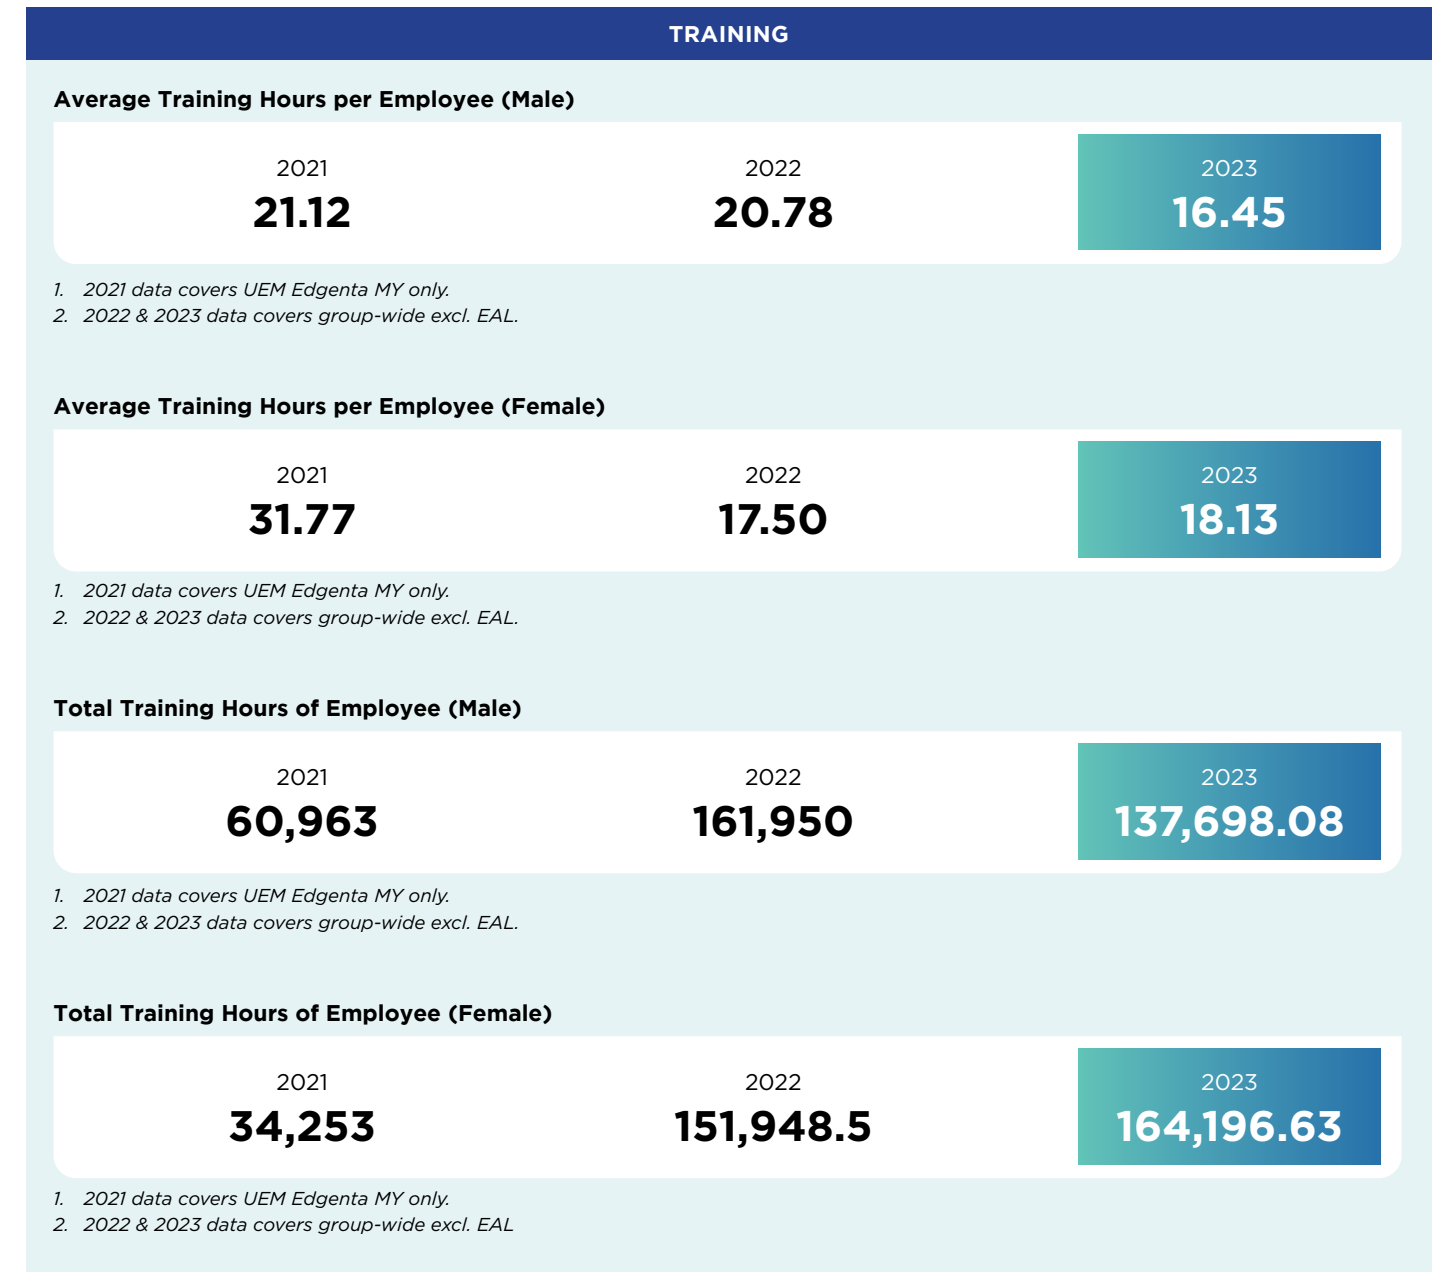 TRAINING
Average Training Hours per Employee (Male)
2021 2022 2023
21.12 20.78 16.45
1. 2021 data covers UEM Edgenta MY only.
2. 2022 & 2023 data covers group-wide excl. EAL.
Average Training Hours per Employee (Female)
2021 2022 2023
31.77 17.50 18.13
1. 2021 data covers UEM Edgenta MY only.
2. 2022 & 2023 data covers group-wide excl. EAL.
Total Training Hours of Employee (Male)
2021 2022 2023
60,963 161,950 137,698.08
1. 2021 data covers UEM Edgenta MY only.
2. 2022 & 2023 data covers group-wide excl. EAL.
Total Training Hours of Employee (Female)
2021 2022 2023
34,253 151,948.5 164,196.63
1. 2021 data covers UEM Edgenta MY only.
2. 2022 & 2023 data covers group-wide excl. EAL